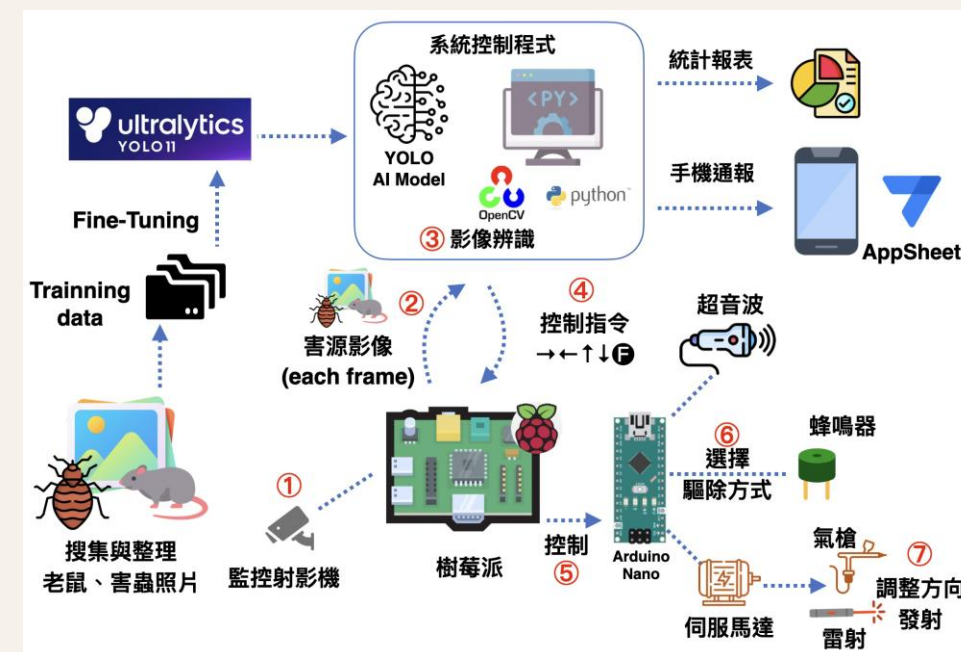 系統控制程式
<PY>
YOLO
AI Model
OpenCV
python
③ 影像辨識
ultralytics
YOLO11
Fine-Tuning
Trainning
data
搜集與整理
老鼠、害蟲照片
統計報表
手機通報
AppSheet
②
害源影像
(each frame)
④
控制指令
→←↑↓F
①
監控射影機
樹莓派
控制
⑤
Arduino
Nano
超音波
⑥
選擇
驅除方式
蜂鳴器
伺服馬達
氣槍
雷射
⑦
調整方向
發射